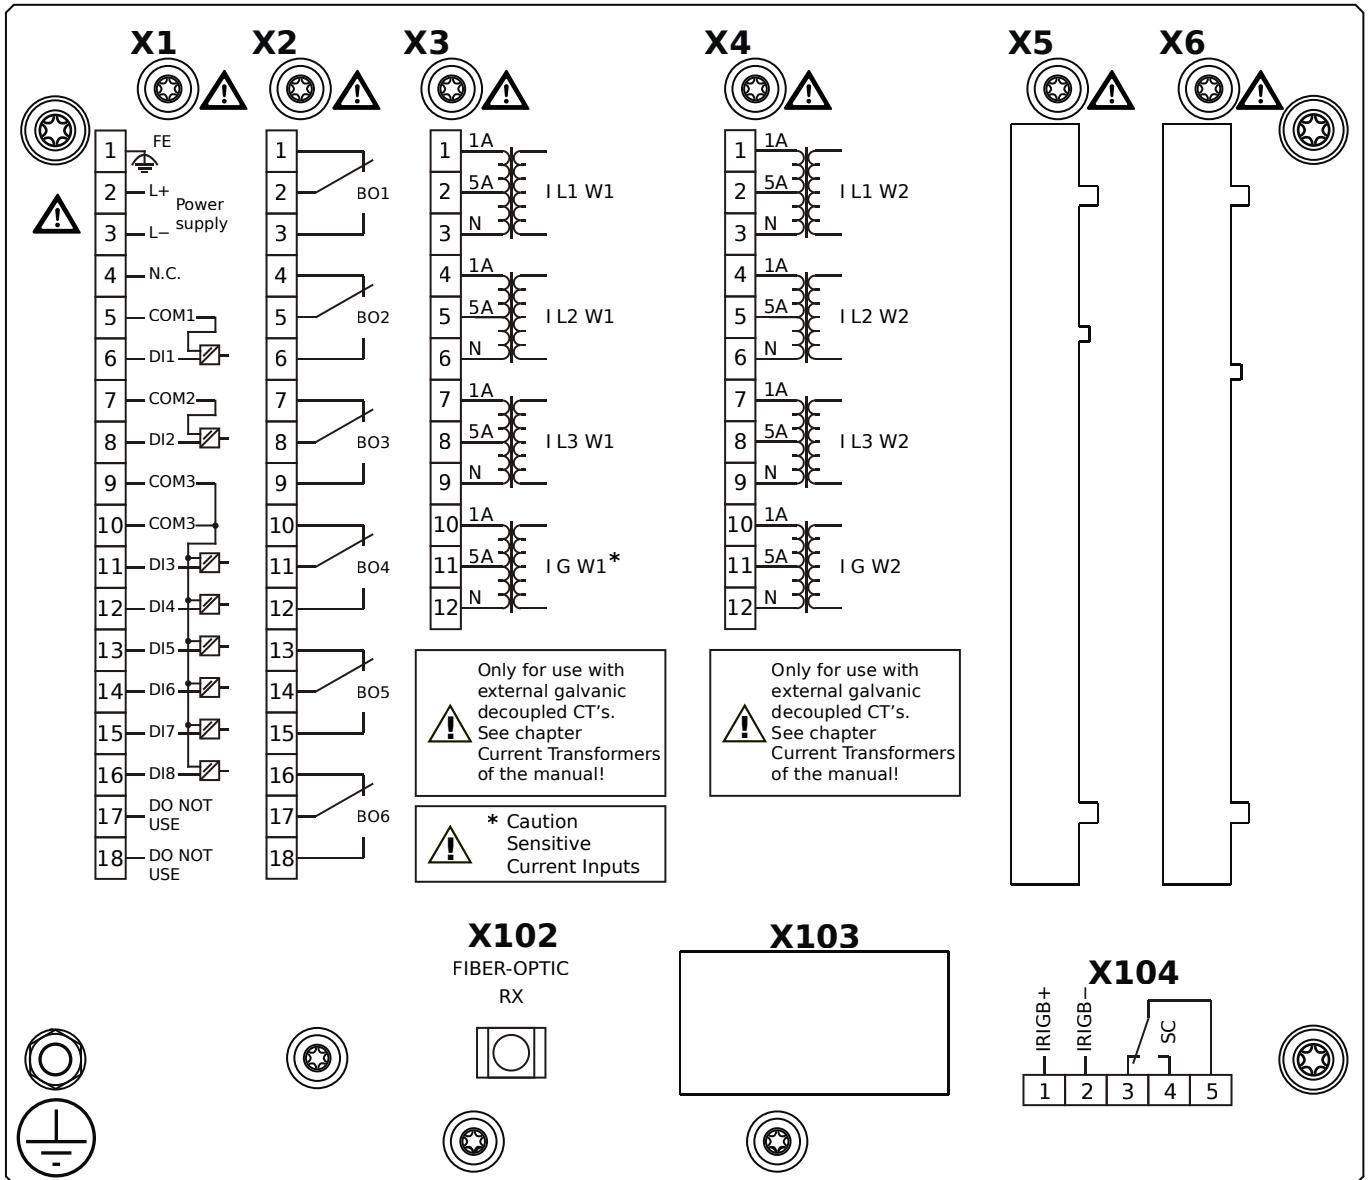 X1 X2 X3 X4 X5 X6
1 FE
2 L+
Power
supply
3 L−
4 N.C.
5 COM1
6 DI1
7 COM2
8 DI2
9 COM3
10 COM3
11 DI3
12 DI4
13 DI5
14 DI6
15 DI7
16 DI8
17 DO NOT
USE
18 DO NOT
USE
1
2 BO1
3
4
5 BO2
6
7
8 BO3
9
10
11 BO4
12
13
14 BO5
15
16
17 BO6
18
1 1A
2 5A I L1 W1
3 N
4 1A
5 5A I L2 W1
6 N
7 1A
8 5A I L3 W1
9 N
10 1A
11 5A I G W1*
12 N
Only for use with
external galvanic
decoupled CT's.
See chapter
Current Transformers
of the manual!
* Caution
Sensitive
Current Inputs
1 1A
2 5A I L1 W2
3 N
4 1A
5 5A I L2 W2
6 N
7 1A
8 5A I L3 W2
9 N
10 1A
11 5A I G W2
12 N
Only for use with
external galvanic
decoupled CT's.
See chapter
Current Transformers
of the manual!
X102
FIBER-OPTIC
RX
X103
X104
IRIGB+
IRIGB−
SC
1 2 3 4 5